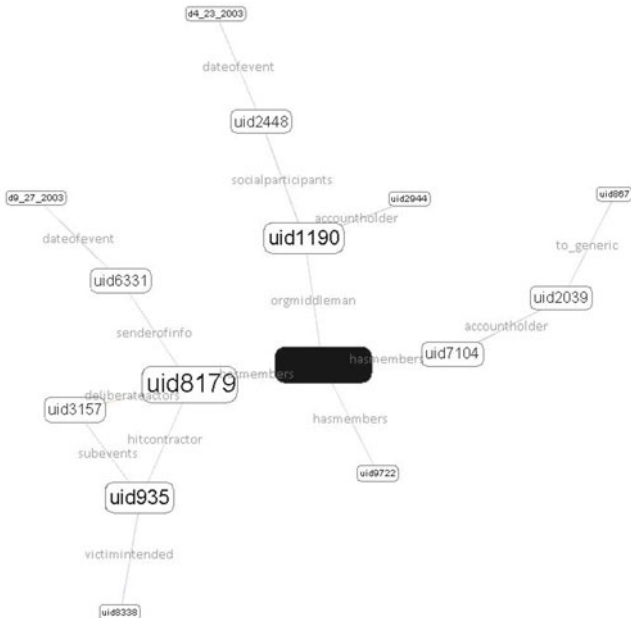 d4_23_2003
dateofevent
uid2448
socialparticipants
d9_27_2003
uid2944
uid867
accountholder
uid1190
dateofevent
to_generic
uid6331
uid2039
orgmiddleman
accountholder
senderofinfo
uid7104
hasmembers
hasmembers
uid8179
deliberateactors
uid3157
hasmembers
hitcontractor
subevents
uid9722
uid935
victimintended
uid8338